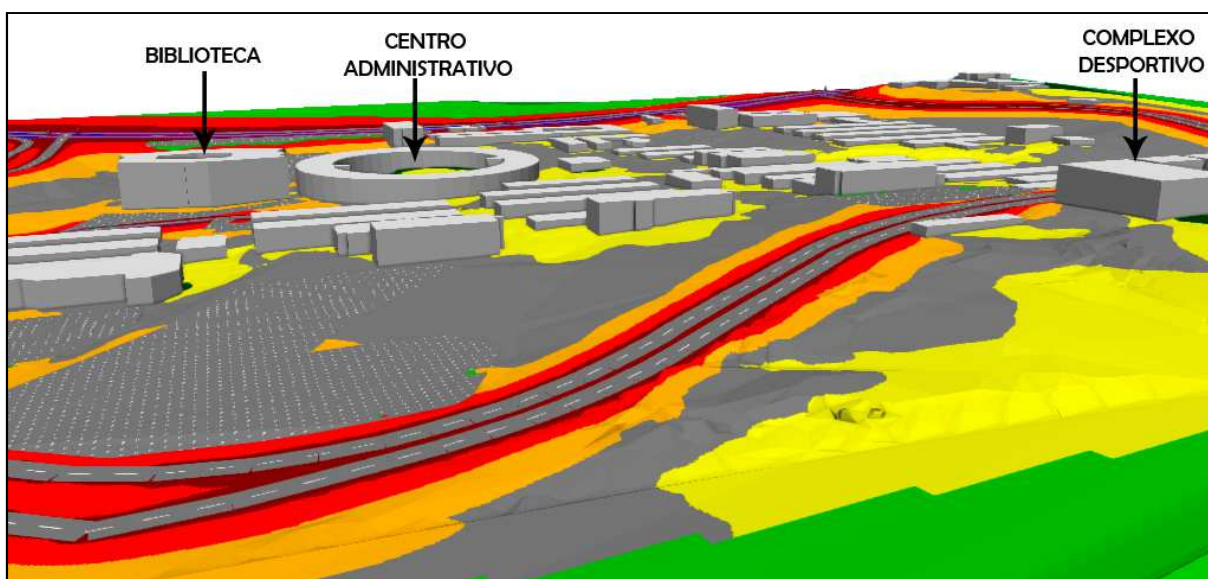 BIBLIOTECA
CENTRO
ADMINISTRATIVO
COMPLEXO
DESPORTIVO